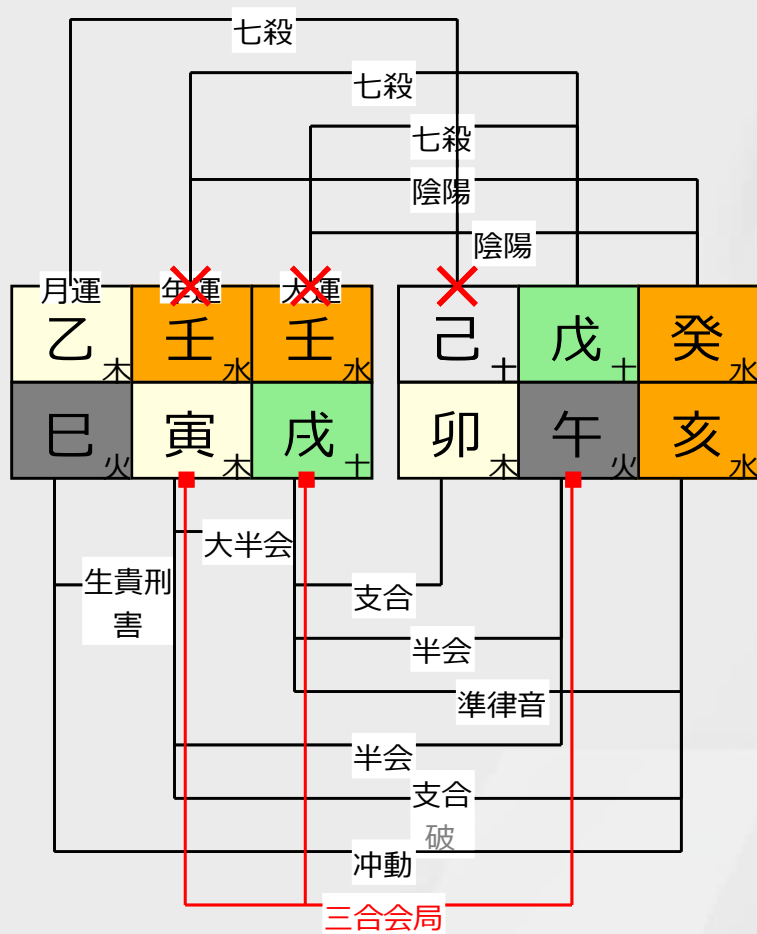 七殺
七殺
七殺
陰陽
陰陽
月運 年運 大運
乙 壬 壬 己 戊 癸
木 水 水 土 土 水
巳 寅 戌 卯 午 亥
火 木 土 木 火 水
大半会
生貴刑
害
支合
半会
準律音
半会
支合
破
冲動
三合会局